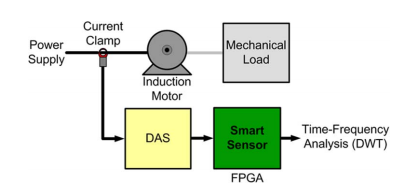 Current
Clamp
Power
Supply
Mechanical
Load
Induction
Motor
DAS
Smart
Sensor
Time-Frequency
Analysis (DWT)
FPGA